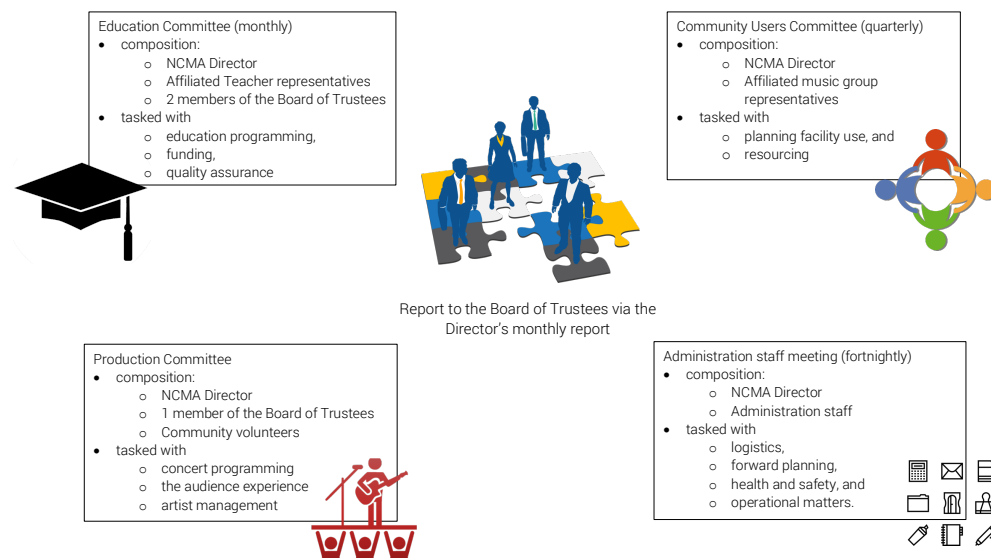 Education Committee (monthly)
• composition:
o NCMA Director
o Affiliated Teacher representatives
o 2 members of the Board of Trustees
• tasked with
o education programming,
o funding,
o quality assurance
Community Users Committee (quarterly)
• composition:
o NCMA Director
o Affiliated music group
representatives
• tasked with
o planning facility use, and
o resourcing
Report to the Board of Trustees via the
Director's monthly report
Production Committee
• composition:
o NCMA Director
o 1 member of the Board of Trustees
o Community volunteers
• tasked with
o concert programming
o the audience experience
o artist management
Administration staff meeting (fortnightly)
• composition:
o NCMA Director
o Administration staff
• tasked with
o logistics,
o forward planning,
o health and safety, and
o operational matters.